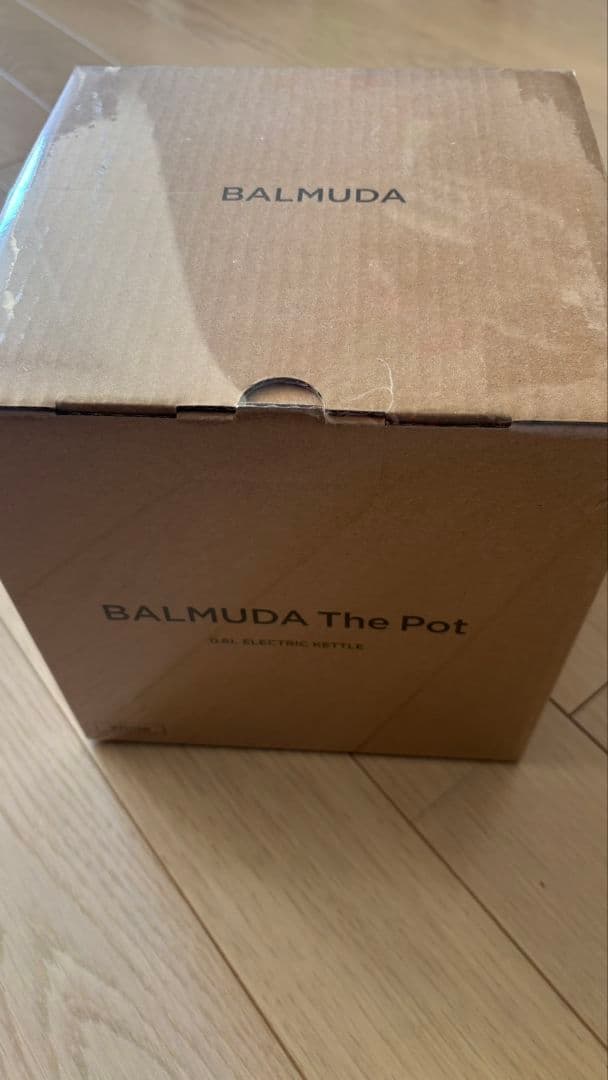 BALMUDA
BALMUDA The Pot
0.6L ELECTRIC KETTLE